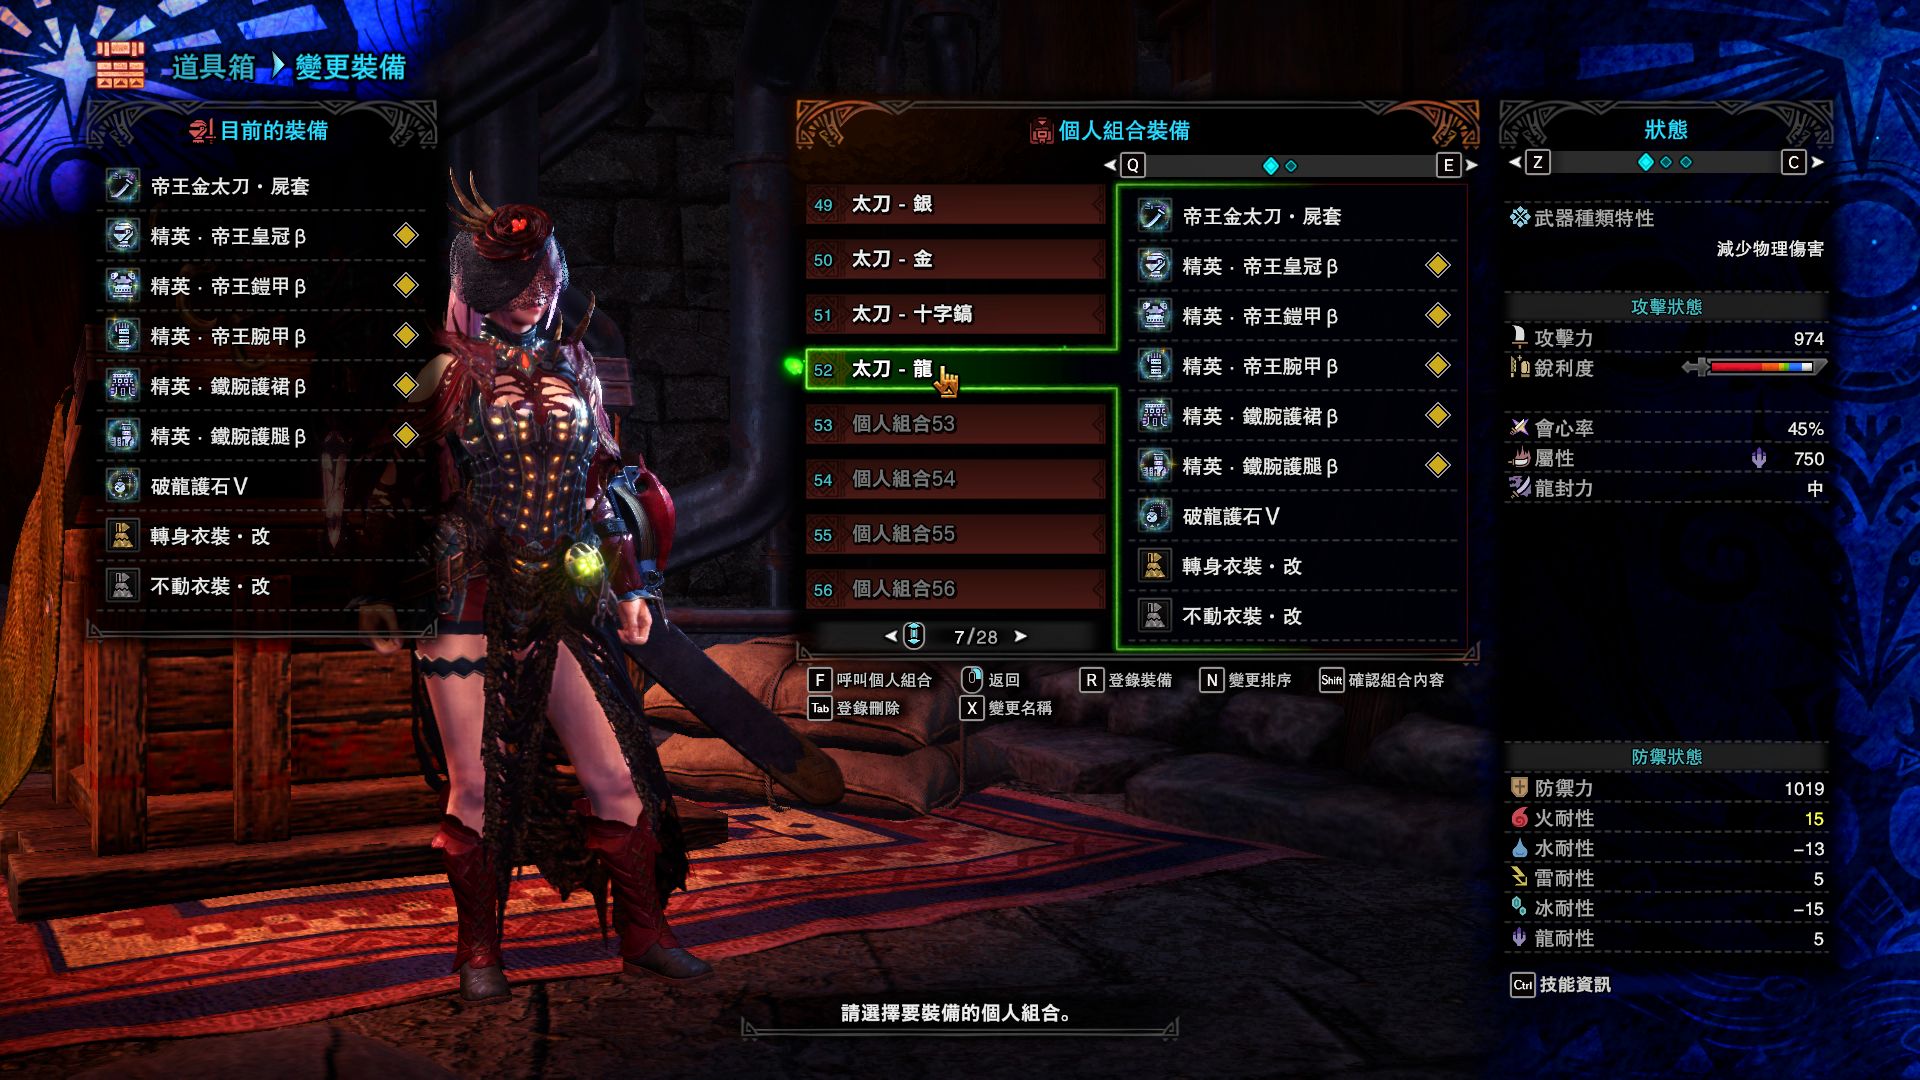 道具箱 變更裝備
目前的裝備
帝王金太刀・屍套
精英・帝王皇冠β
精英・帝王鎧甲β
精英・帝王腕甲β
精英・鐵腕護裙β
精英・鐵腕護腿β
破龍護石Ⅴ
轉身衣裝・改
不動衣裝・改
個人組合裝備
Q E
49 太刀 - 銀
50 太刀 - 金
51 太刀 - 十字鎬
52 太刀 - 龍
53 個人組合53
54 個人組合54
55 個人組合55
56 個人組合56
7/28
帝王金太刀・屍套
精英・帝王皇冠β
精英・帝王鎧甲β
精英・帝王腕甲β
精英・鐵腕護裙β
精英・鐵腕護腿β
破龍護石Ⅴ
轉身衣裝・改
不動衣裝・改
F 呼叫個人組合 返回 R 登錄裝備 N 變更排序 Shift 確認組合內容
Tab 登錄刪除 X 變更名稱
狀態
Z C
武器種類特性
減少物理傷害
攻擊狀態
攻擊力 974
銳利度
會心率 45%
屬性 750
龍封力 中
防禦狀態
防禦力 1019
火耐性 15
水耐性 -13
雷耐性 5
冰耐性 -15
龍耐性 5
Ctrl 技能資訊
請選擇要裝備的個人組合。